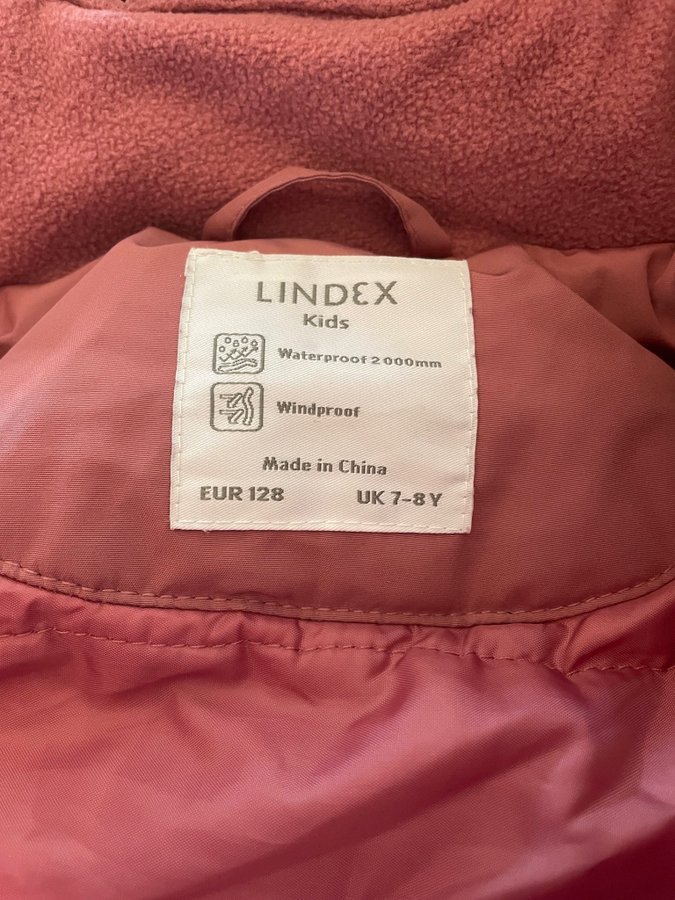 LINDEX
Kids
Waterproof 2 000mm
Windproof
Made in China
EUR 128 UK 7-8 Y